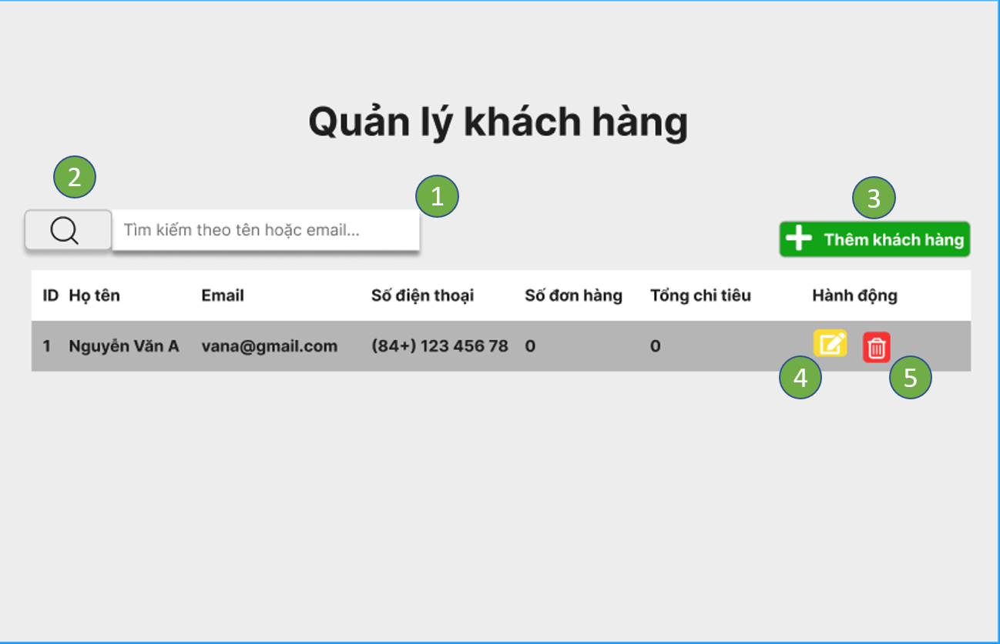 Quản lý khách hàng
2
1
3
Tìm kiếm theo tên hoặc email...
Thêm khách hàng
ID Họ tên Email Số điện thoại Số đơn hàng Tổng chi tiêu Hành động
1 Nguyễn Văn A vana@gmail.com (84+) 123 456 78 0 0
4
5